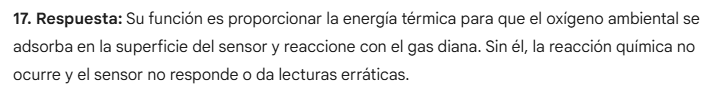 17. Respuesta: Su función es proporcionar la energía térmica para que el oxígeno ambiental se
adsorba en la superficie del sensor y reaccione con el gas diana. Sin él, la reacción química no
ocurre y el sensor no responde o da lecturas erráticas.